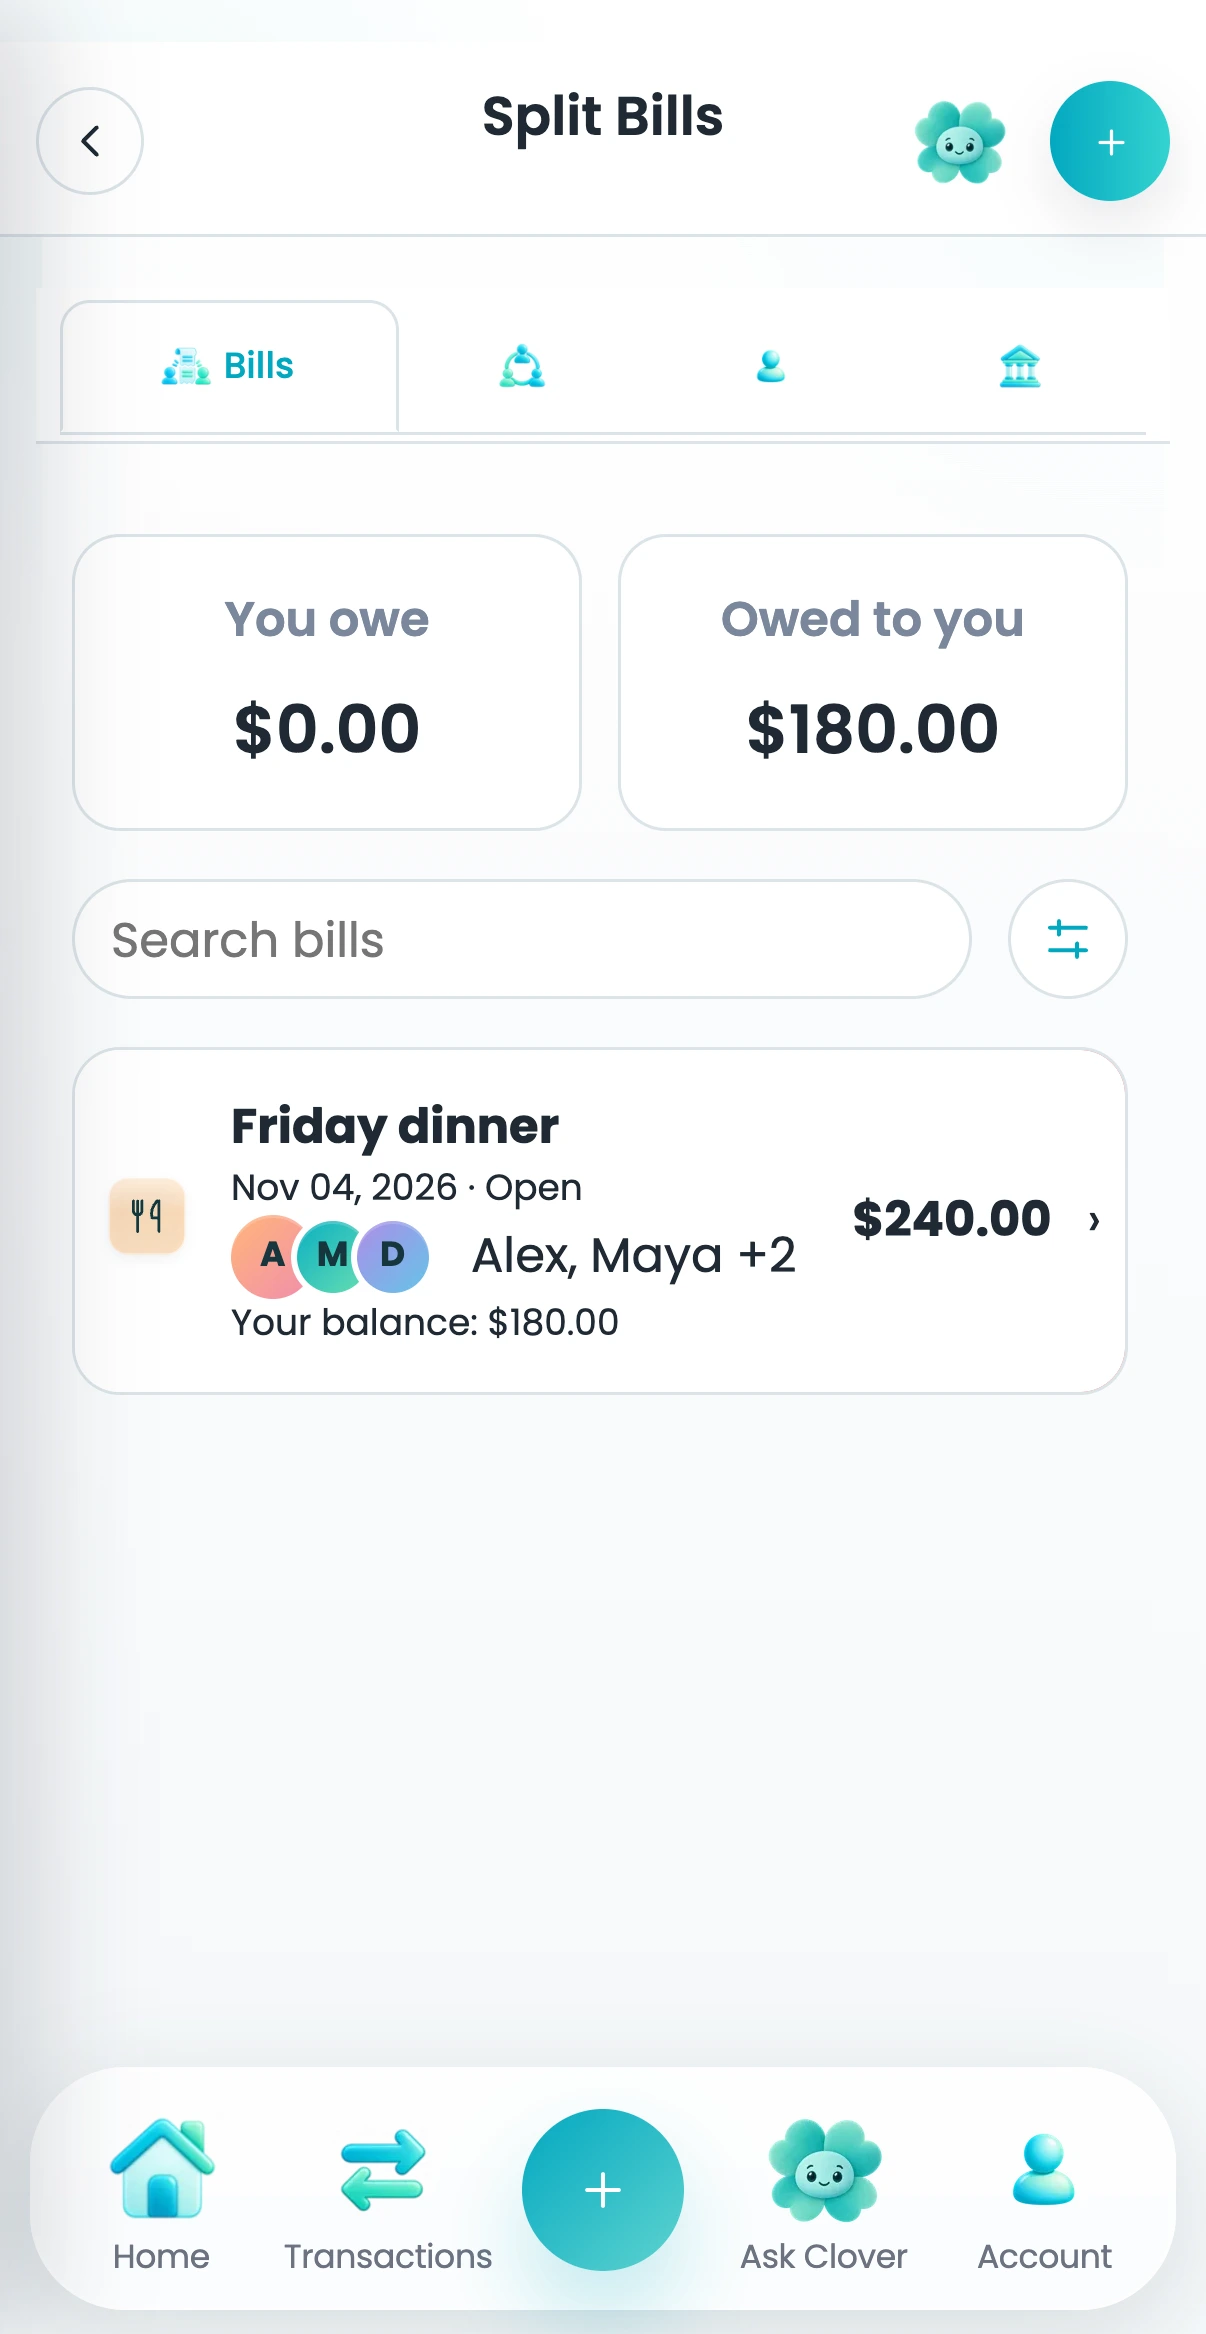 Split Bills
+
Bills
You owe
$0.00
Owed to you
$180.00
Search bills
Friday dinner
Nov 04, 2026 · Open
A M D Alex, Maya +2
Your balance: $180.00
$240.00 ›
+
Home
Transactions
Ask Clover
Account